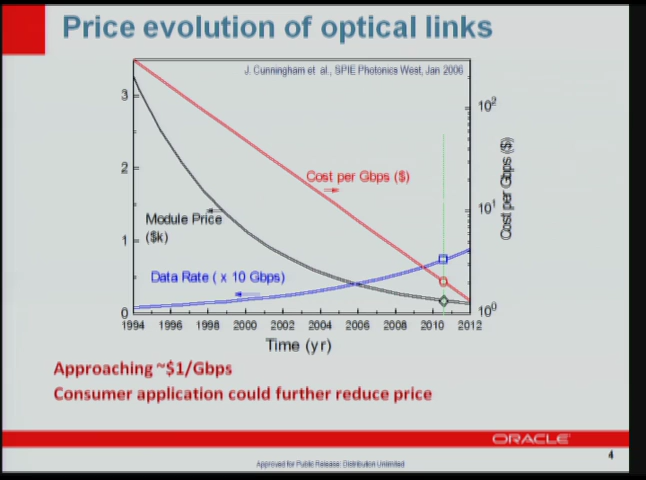 Price evolution of optical links
J. Cunningham et al., SPIE Photonics West, Jan 2006
3
2
1
0
10²
10¹
10⁰
Cost per Gbps ($)
Cost per Gbps ($)
Module Price
($k)
Data Rate ( x 10 Gbps)
1994 1996 1998 2000 2002 2004 2006 2008 2010 2012
Time (yr)
Approaching ~$1/Gbps
Consumer application could further reduce price
ORACLE
4
Approved for Public Release: Distribution Unlimited